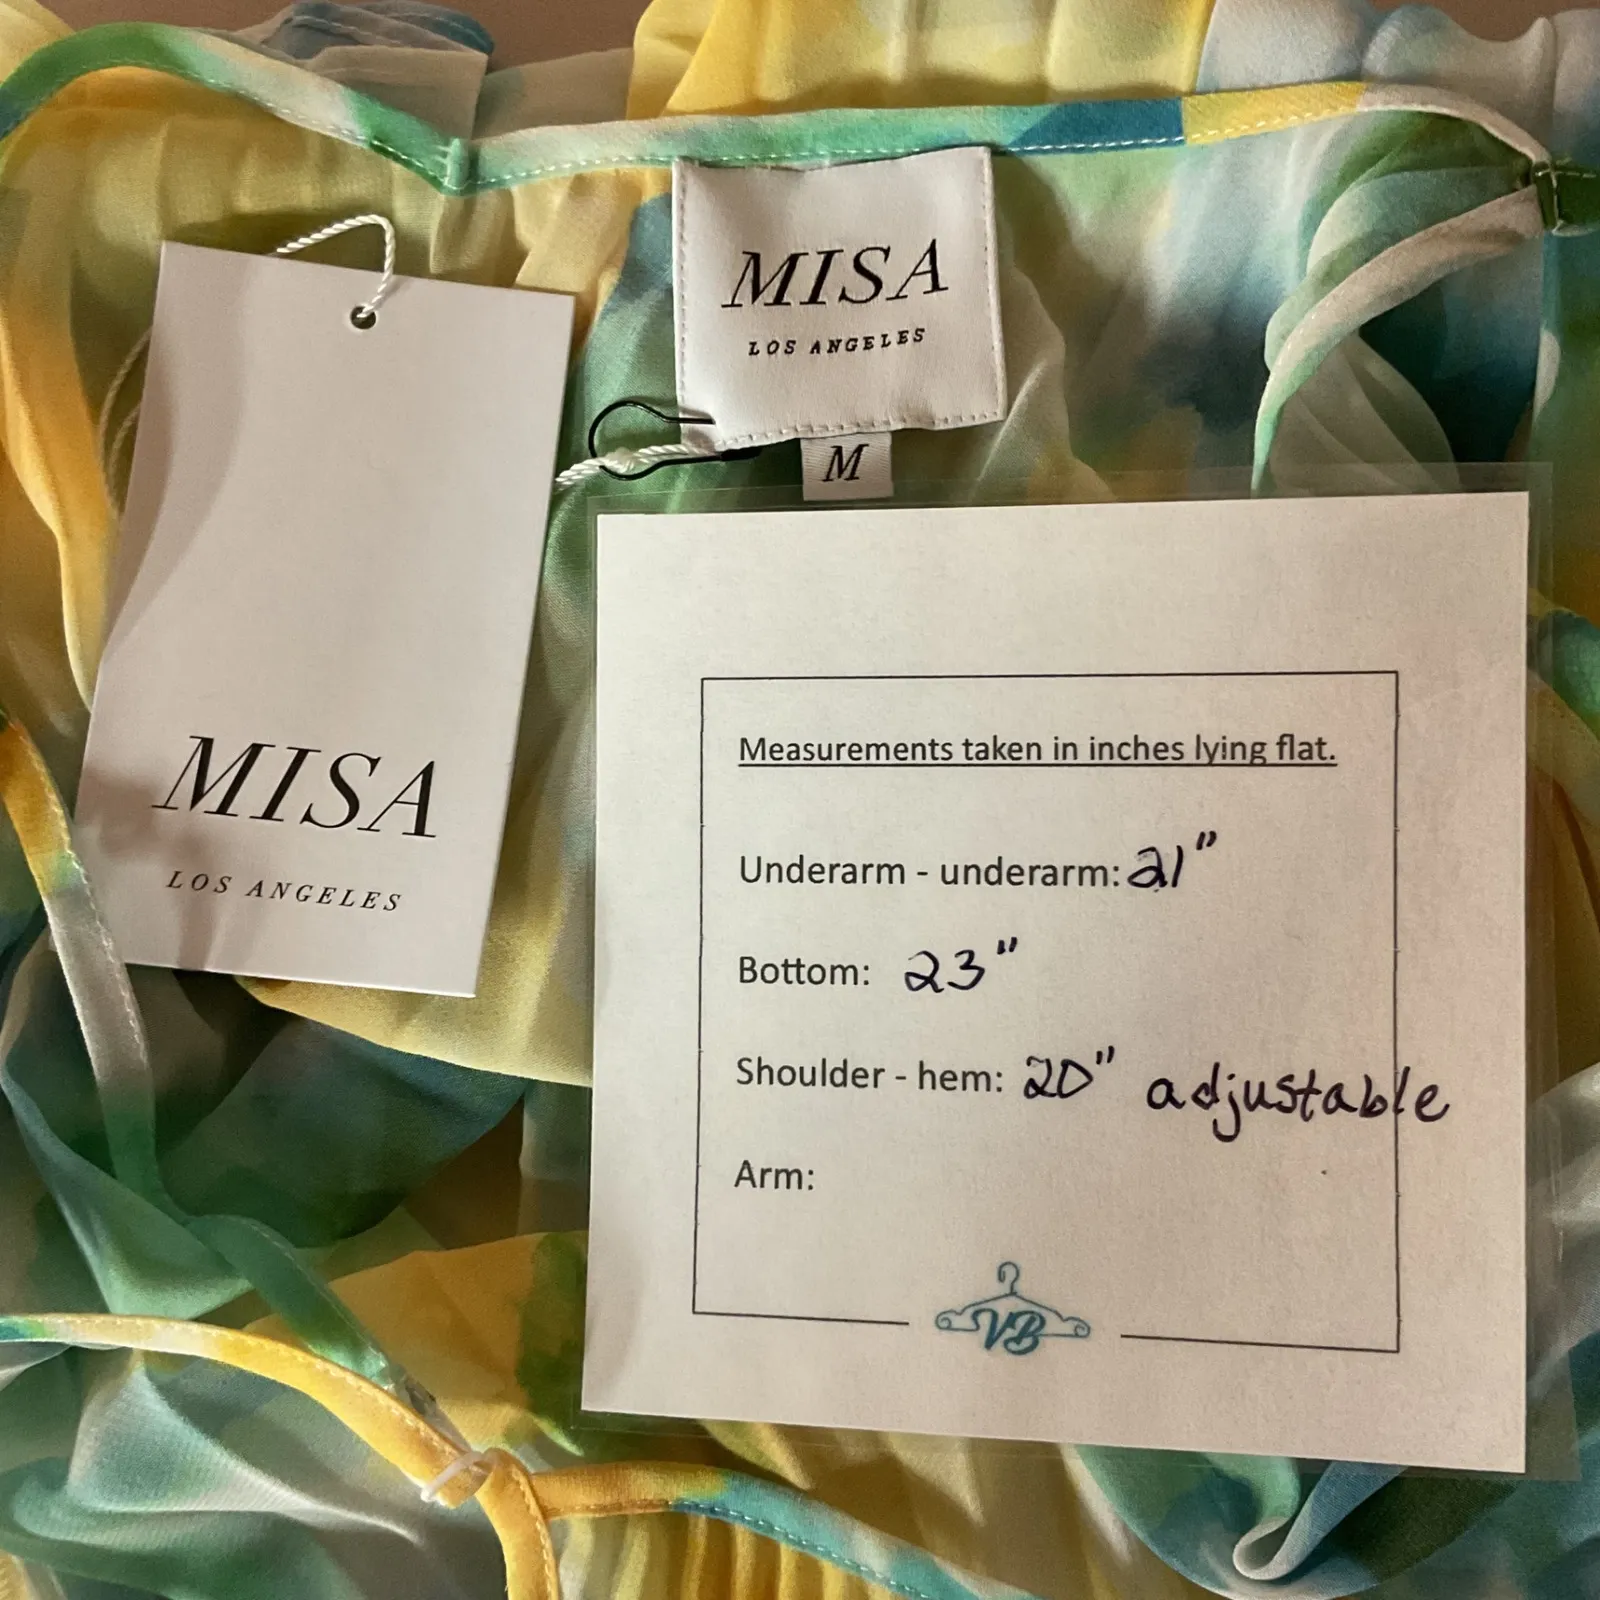 MISA
LOS ANGELES
M
MISA
LOS ANGELES
Measurements taken in inches lying flat.
Underarm - underarm: 21"
Bottom: 23"
Shoulder - hem: 20" adjustable
Arm:
VB